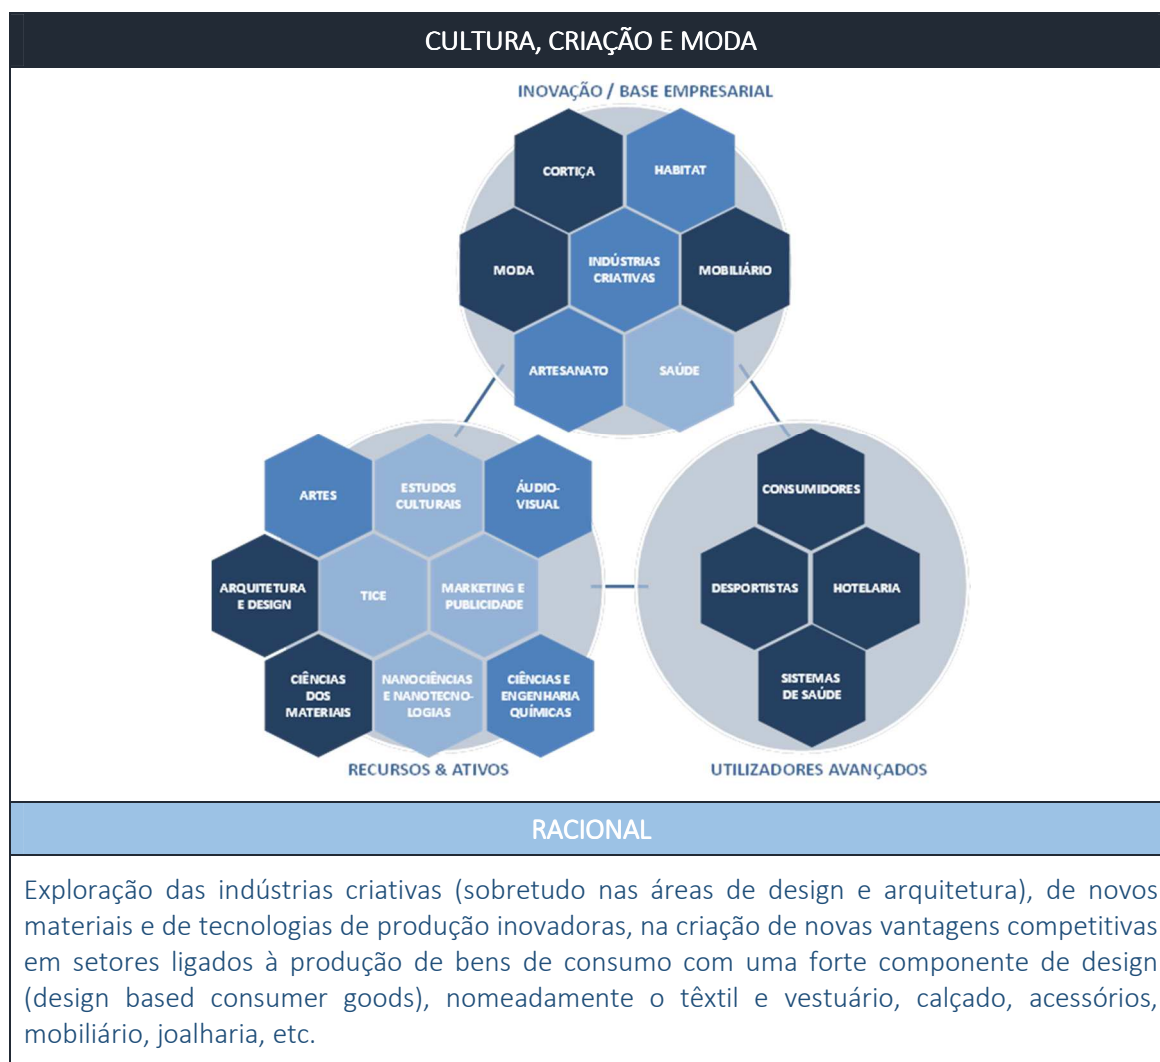 CULTURA, CRIAÇÃO E MODA
INOVAÇÃO / BASE EMPRESARIAL
CORTIÇA
HABITAT
MODA
INDÚSTRIAS
CRIATIVAS
MOBILIÁRIO
ARTESANATO
SAÚDE
ARTES
ESTUDOS
CULTURAIS
ÁUDIO-
VISUAL
ARQUITETURA
E DESIGN
TICE
MARKETING E
PUBLICIDADE
CIÊNCIAS
DOS
MATERIAIS
NANOCIÊNCIAS
E NANOTECNO-
LOGIAS
CIÊNCIAS E
ENGENHARIA
QUÍMICAS
RECURSOS & ATIVOS
CONSUMIDORES
DESPORTISTAS
HOTELARIA
SISTEMAS
DE SAÚDE
UTILIZADORES AVANÇADOS
RACIONAL
Exploração das indústrias criativas (sobretudo nas áreas de design e arquitetura), de novos
materiais e de tecnologias de produção inovadoras, na criação de novas vantagens competitivas
em setores ligados à produção de bens de consumo com uma forte componente de design
(design based consumer goods), nomeadamente o têxtil e vestuário, calçado, acessórios,
mobiliário, joalharia, etc.